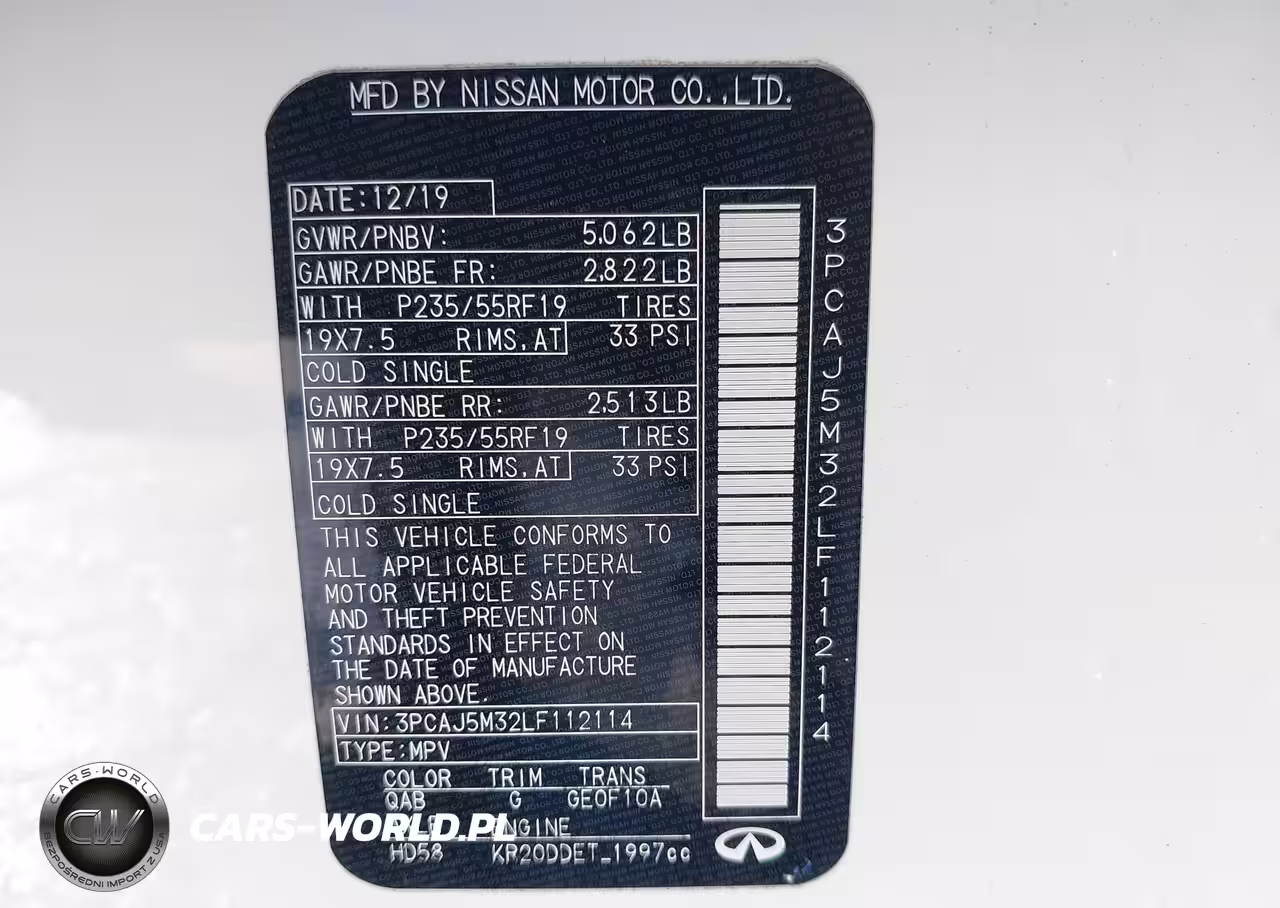 MFD BY NISSAN MOTOR CO.,LTD.
DATE:12/19
GVWR/PNBV: 5,062LB
GAWR/PNBE FR: 2,822LB
WITH P235/55RF19 TIRES
19X7.5 RIMS,AT 33 PSI
COLD SINGLE
GAWR/PNBE RR: 2,513LB
WITH P235/55RF19 TIRES
19X7.5 RIMS,AT 33 PSI
COLD SINGLE
THIS VEHICLE CONFORMS TO
ALL APPLICABLE FEDERAL
MOTOR VEHICLE SAFETY
AND THEFT PREVENTION
STANDARDS IN EFFECT ON
THE DATE OF MANUFACTURE
SHOWN ABOVE.
VIN:3PCAJ5M32LF112114
TYPE:MPV
COLOR TRIM TRANS
QAB G GE0F10A
ENGINE
HD58 KR20DDET_1997cc
3PCAJ5M32LF112114
CARS-WORLD
CW
BEZPOŚREDNI IMPORT Z USA
CARS-WORLD.PL